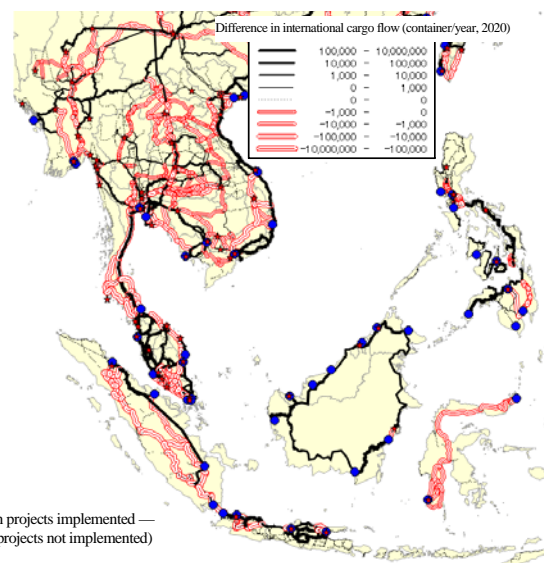 Difference in international cargo flow (container/year, 2020)
100,000 - 10,000,000
10,000 - 100,000
1,000 - 10,000
0 - 1,000
0 - 0
-1,000 - 0
-10,000 - -1,000
-100,000 - -10,000
-10,000,000 - -100,000
projects implemented —
projects not implemented)